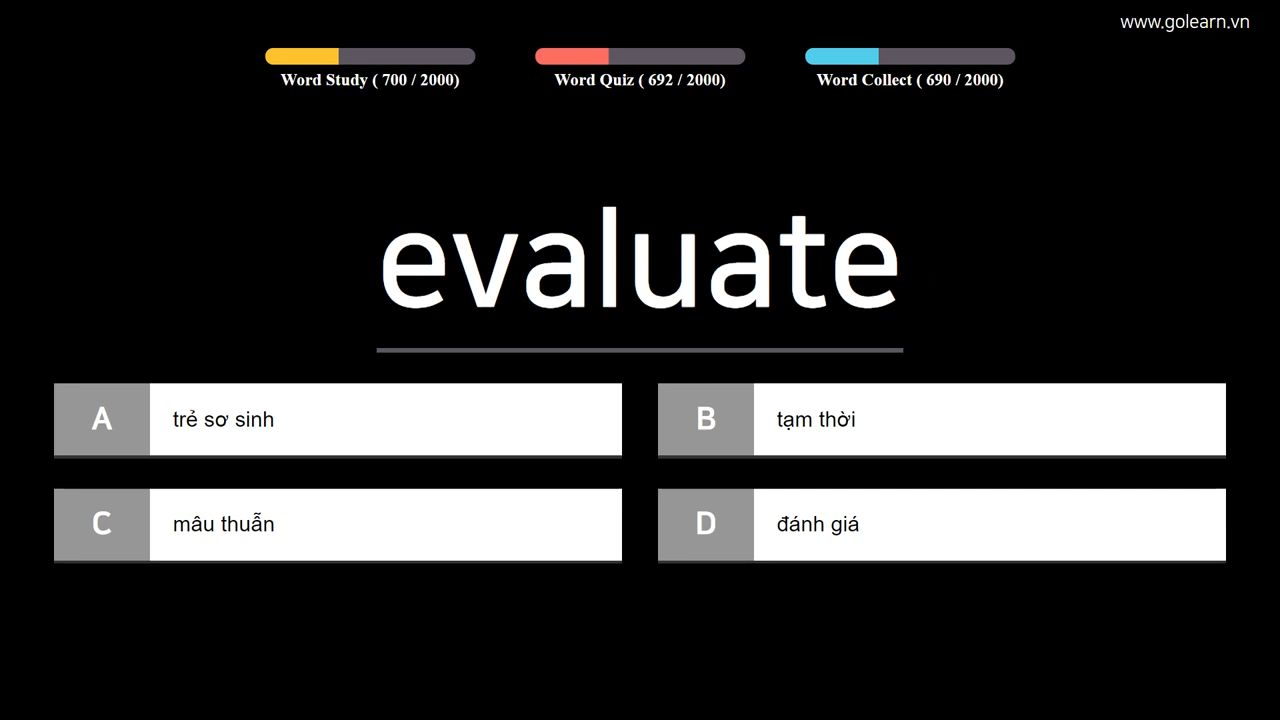 www.golearn.vn
Word Study ( 700 / 2000)
Word Quiz ( 692 / 2000)
Word Collect ( 690 / 2000)
evaluate
A trẻ sơ sinh
B tạm thời
C mâu thuẫn
D đánh giá